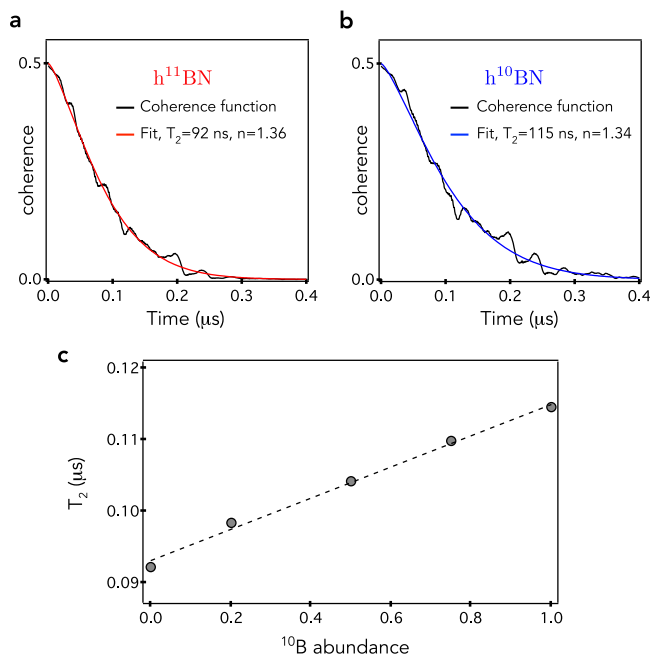 a
h¹¹BN
Coherence function
Fit, T₂=92 ns, n=1.36
coherence
0.5
0.0
0.0 0.1 0.2 0.3 0.4
Time (μs)
b
h¹⁰BN
Coherence function
Fit, T₂=115 ns, n=1.34
coherence
0.5
0.0
0.0 0.1 0.2 0.3 0.4
Time (μs)
c
T₂ (μs)
0.12
0.11
0.10
0.09
0.0 0.2 0.4 0.6 0.8 1.0
¹⁰B abundance